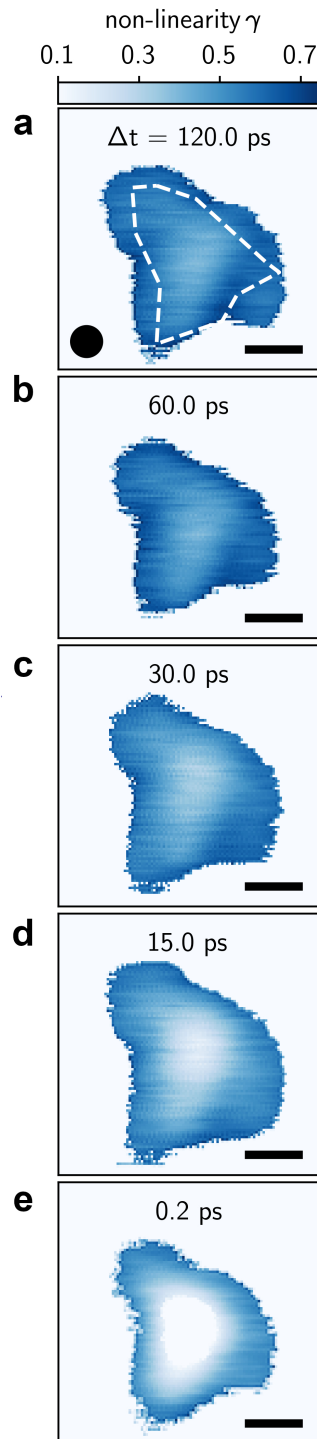 non-linearity γ
0.1 0.3 0.5 0.7
a
Δt = 120.0 ps
b
60.0 ps
c
30.0 ps
d
15.0 ps
e
0.2 ps